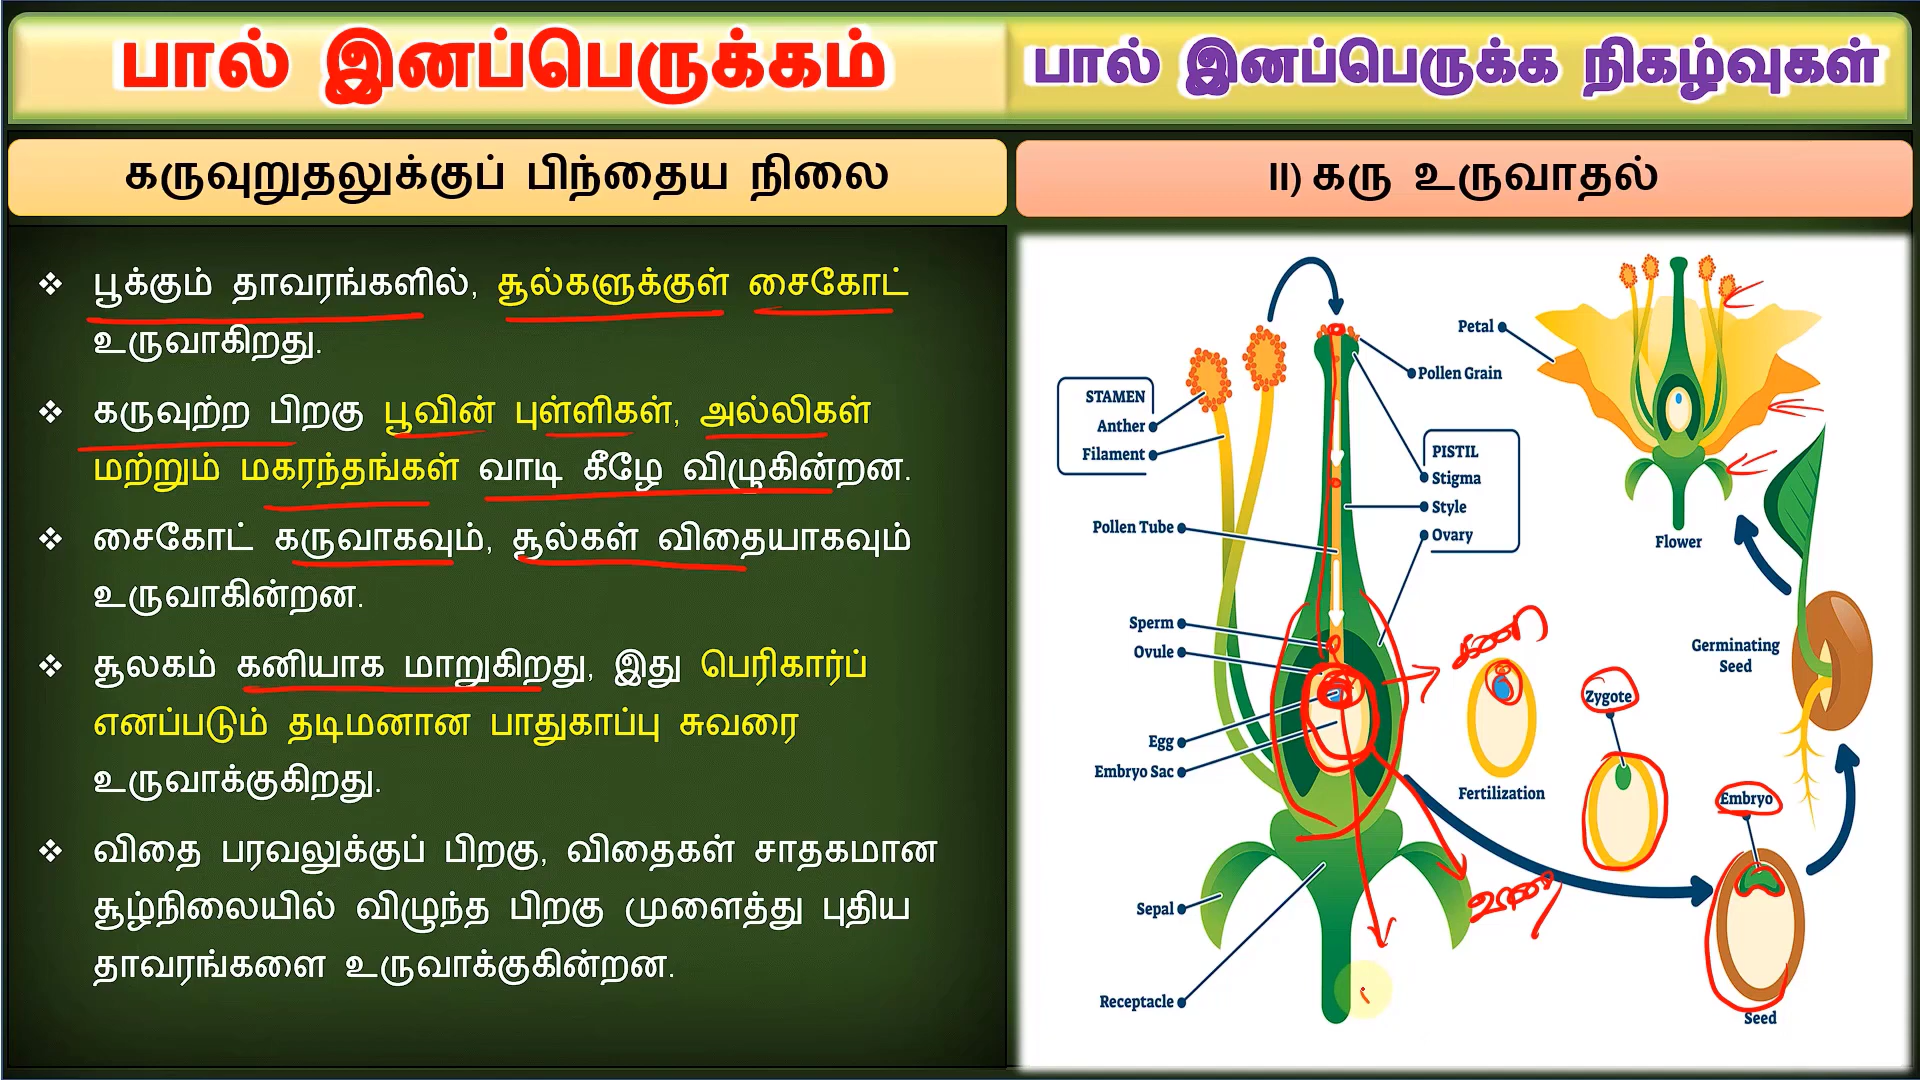 பால் இனப்பெருக்கம்
பால் இனப்பெருக்க நிகழ்வுகள்
கருவுறுதலுக்குப் பிந்தைய நிலை
II) கரு உருவாதல்
❖ பூக்கும் தாவரங்களில், சூல்களுக்குள் சைகோட்
உருவாகிறது.
❖ கருவுற்ற பிறகு பூவின் புள்ளிகள், அல்லிகள்
மற்றும் மகரந்தங்கள் வாடி கீழே விழுகின்றன.
❖ சைகோட் கருவாகவும், சூல்கள் விதையாகவும்
உருவாகின்றன.
❖ சூலகம் கனியாக மாறுகிறது, இது பெரிகார்ப்
எனப்படும் தடிமனான பாதுகாப்பு சுவரை
உருவாக்குகிறது.
❖ விதை பரவலுக்குப் பிறகு, விதைகள் சாதகமான
சூழ்நிலையில் விழுந்த பிறகு முளைத்து புதிய
தாவரங்களை உருவாக்குகின்றன.
STAMEN
Anther
Filament
Pollen Tube
Sperm
Ovule
Egg
Embryo Sac
Sepal
Receptacle
Pollen Grain
PISTIL
Stigma
Style
Ovary
Petal
Flower
Germinating
Seed
Fertilization
Zygote
Embryo
Seed